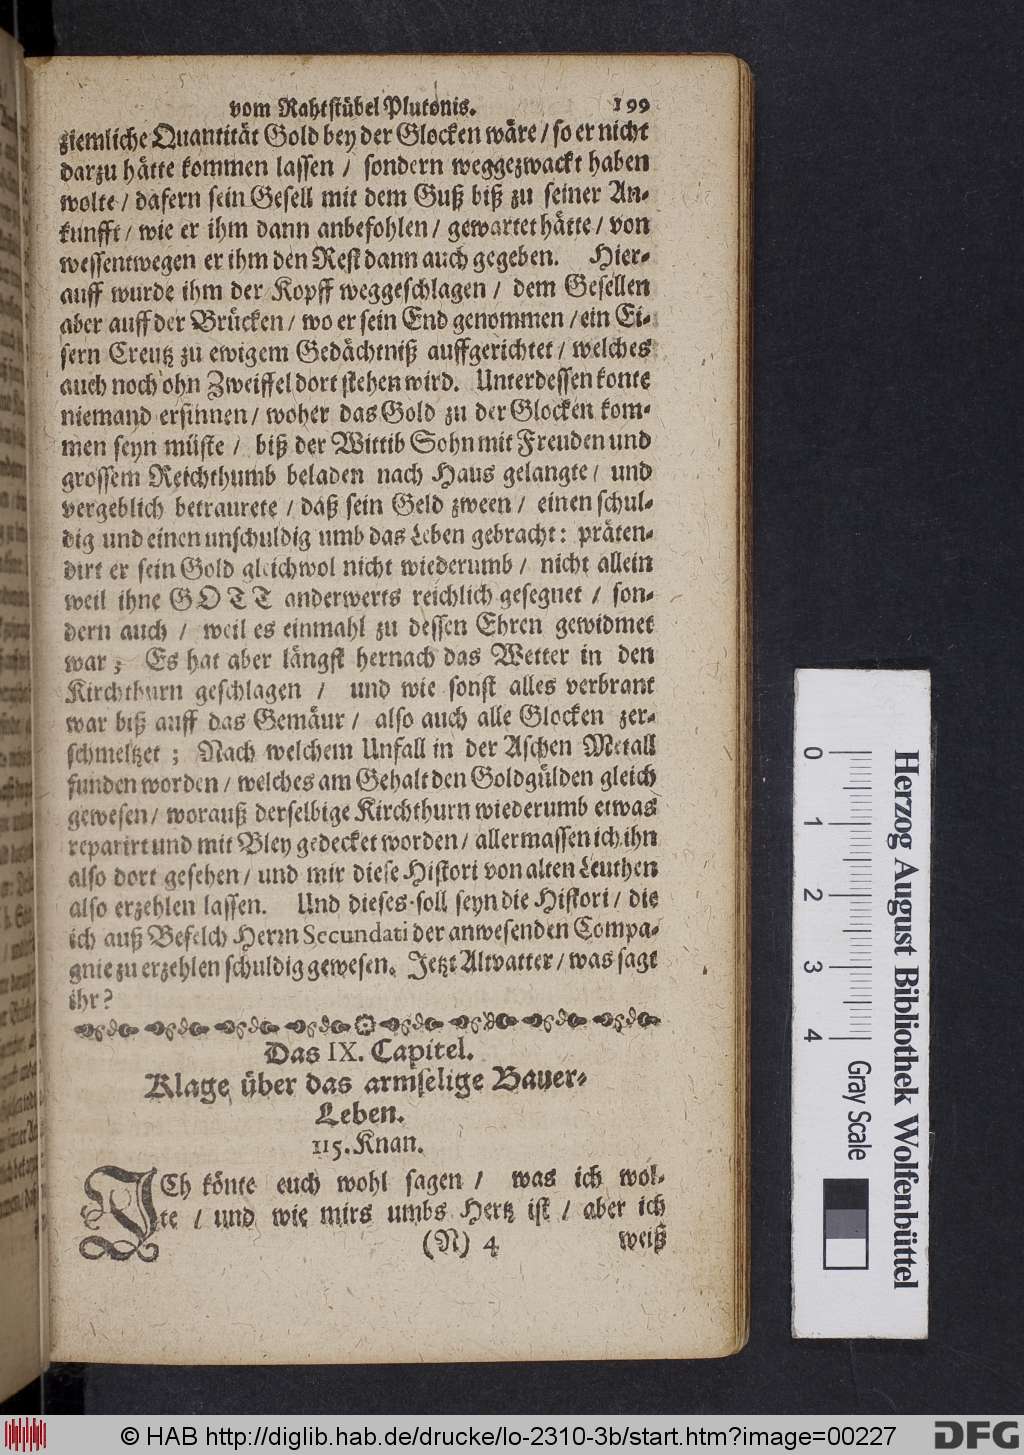 vom Rahtstübel Plutonis. 199
ziemliche Quantität Gold bey der Glocken wäre / so er nicht
darzu hätte kommen lassen / sondern weggezwackt haben
wolte / dafern sein Gesell mit dem Guß biß zu seiner An-
kunfft / wie er ihm dann anbefohlen / gewartet hätte / von
wessentwegen er ihm den Rest dann auch gegeben. Hier-
auff wurde ihm der Kopff weggeschlagen / dem Gesellen
aber auff der Brücken / wo er sein End genommen / ein Ei-
sern Creutz zu ewigem Gedächtniß auffgerichtet / welches
auch noch ohn Zweiffel dort stehen wird. Unterdessen konte
niemand ersinnen / woher das Gold zu der Glocken kom-
men seyn müste / biß der Wittib Sohn mit Freuden und
grossem Reichthumb beladen nach Haus gelangte / und
vergeblich betraurete / daß sein Geld zween / einen schul-
dig und einen unschuldig umb das Leben gebracht: präten-
dirt er sein Gold gleichwol nicht wiederumb / nicht allein
weil ihne GOTT anderwerts reichlich gesegnet / son-
dern auch / weil es einmahl zu dessen Ehren gewidmet
war; Es hat aber längst hernach das Wetter in den
Kirchthurn geschlagen / und wie sonst alles verbrant
war biß auff das Gemäur / also auch alle Glocken zer-
schmeltzet; Nach welchem Unfall in der Aschen Metall
funden worden / welches am Gehalt den Goldgülden gleich
gewesen / worauß derselbige Kirchthurn wiederumb etwas
reparirt und mit Bley gedecket worden / allermassen ich ihn
also dort gesehen / und mir diese Histori von alten Leuthen
also erzehlen lassen. Und dieses soll seyn die Histori / die
ich auß Befelch Herrn Secundati der anwesenden Compa-
gnie zu erzehlen schuldig gewesen. Jetzt Altvatter / was sagt
ihr?
Das IX. Capitel.
Klage über das armselige Bauer-
Leben.
115. Knan.
ICh könte euch wohl sagen / was ich wol-
te / und wie mirs umbs Hertz ist / aber ich
(N) 4 weiß
0 1 2 3 4
Gray Scale
Herzog August Bibliothek Wolfenbüttel
© HAB http://diglib.hab.de/drucke/lo-2310-3b/start.htm?image=00227
DFG